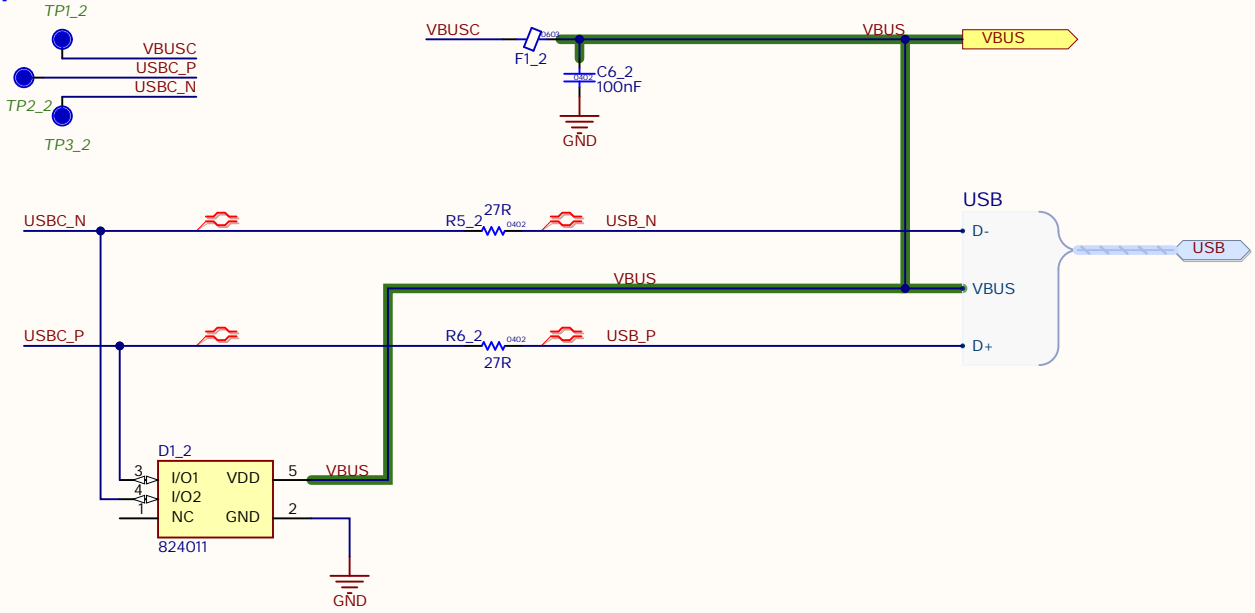 TP1_2
VBUSC
USBC_P
USBC_N
TP2_2
TP3_2
VBUSC
0603
F1_2
VBUS
VBUS
C6_2
0402
100nF
GND
USBC_N
R5_2
27R
0402
USB_N
USB
D-
VBUS
D+
USB
VBUS
USBC_P
R6_2
0402
27R
USB_P
D1_2
3
I/O1
VDD
5
VBUS
4
I/O2
1
NC
GND
2
824011
GND